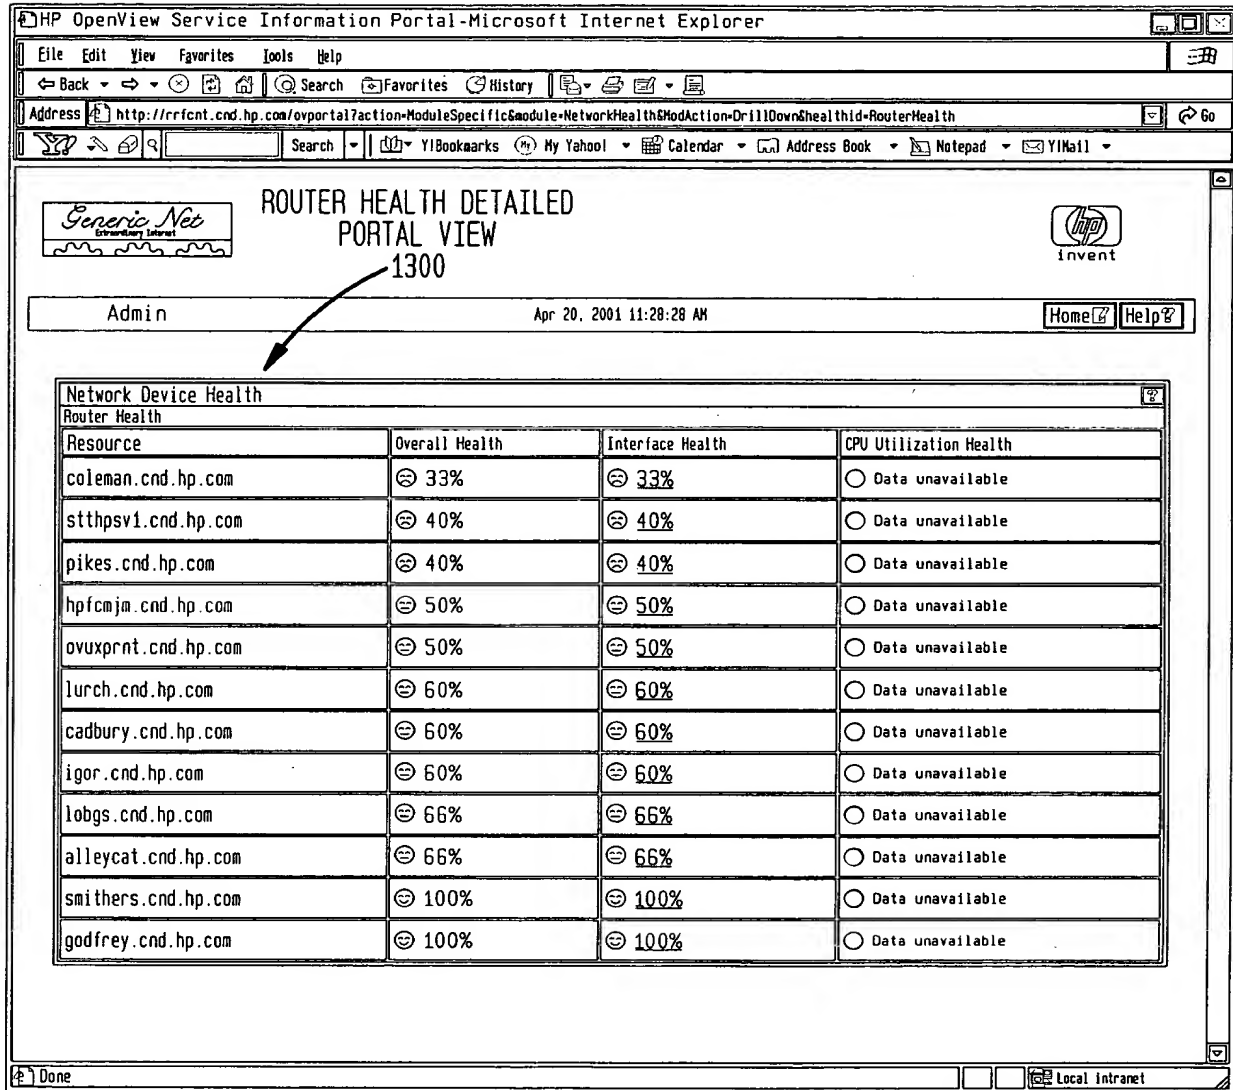 HP OpenView Service Information Portal-Microsoft Internet Explorer
File Edit View Favorites Tools Help
Back Search Favorites History
Address http://rrfcnt.cnd.hp.com/ovportal?action=ModuleSpecific&module=NetworkHealth&ModAction=DrillDown&healthid=RouterHealth Go
Y! Search Y!Bookmarks My Yahoo! Calendar Address Book Notepad Y!Mail
Generic Net
Extraordinary Internet
ROUTER HEALTH DETAILED
PORTAL VIEW
1300
hp
invent
Admin Apr 20, 2001 11:28:28 AM Home Help
Network Device Health
Router Health
Resource Overall Health Interface Health CPU Utilization Health
coleman.cnd.hp.com 33% 33% Data unavailable
stthpsv1.cnd.hp.com 40% 40% Data unavailable
pikes.cnd.hp.com 40% 40% Data unavailable
hpfcmjm.cnd.hp.com 50% 50% Data unavailable
ovuxprnt.cnd.hp.com 50% 50% Data unavailable
lurch.cnd.hp.com 60% 60% Data unavailable
cadbury.cnd.hp.com 60% 60% Data unavailable
igor.cnd.hp.com 60% 60% Data unavailable
lobgs.cnd.hp.com 66% 66% Data unavailable
alleycat.cnd.hp.com 66% 66% Data unavailable
smithers.cnd.hp.com 100% 100% Data unavailable
godfrey.cnd.hp.com 100% 100% Data unavailable
Done Local intranet